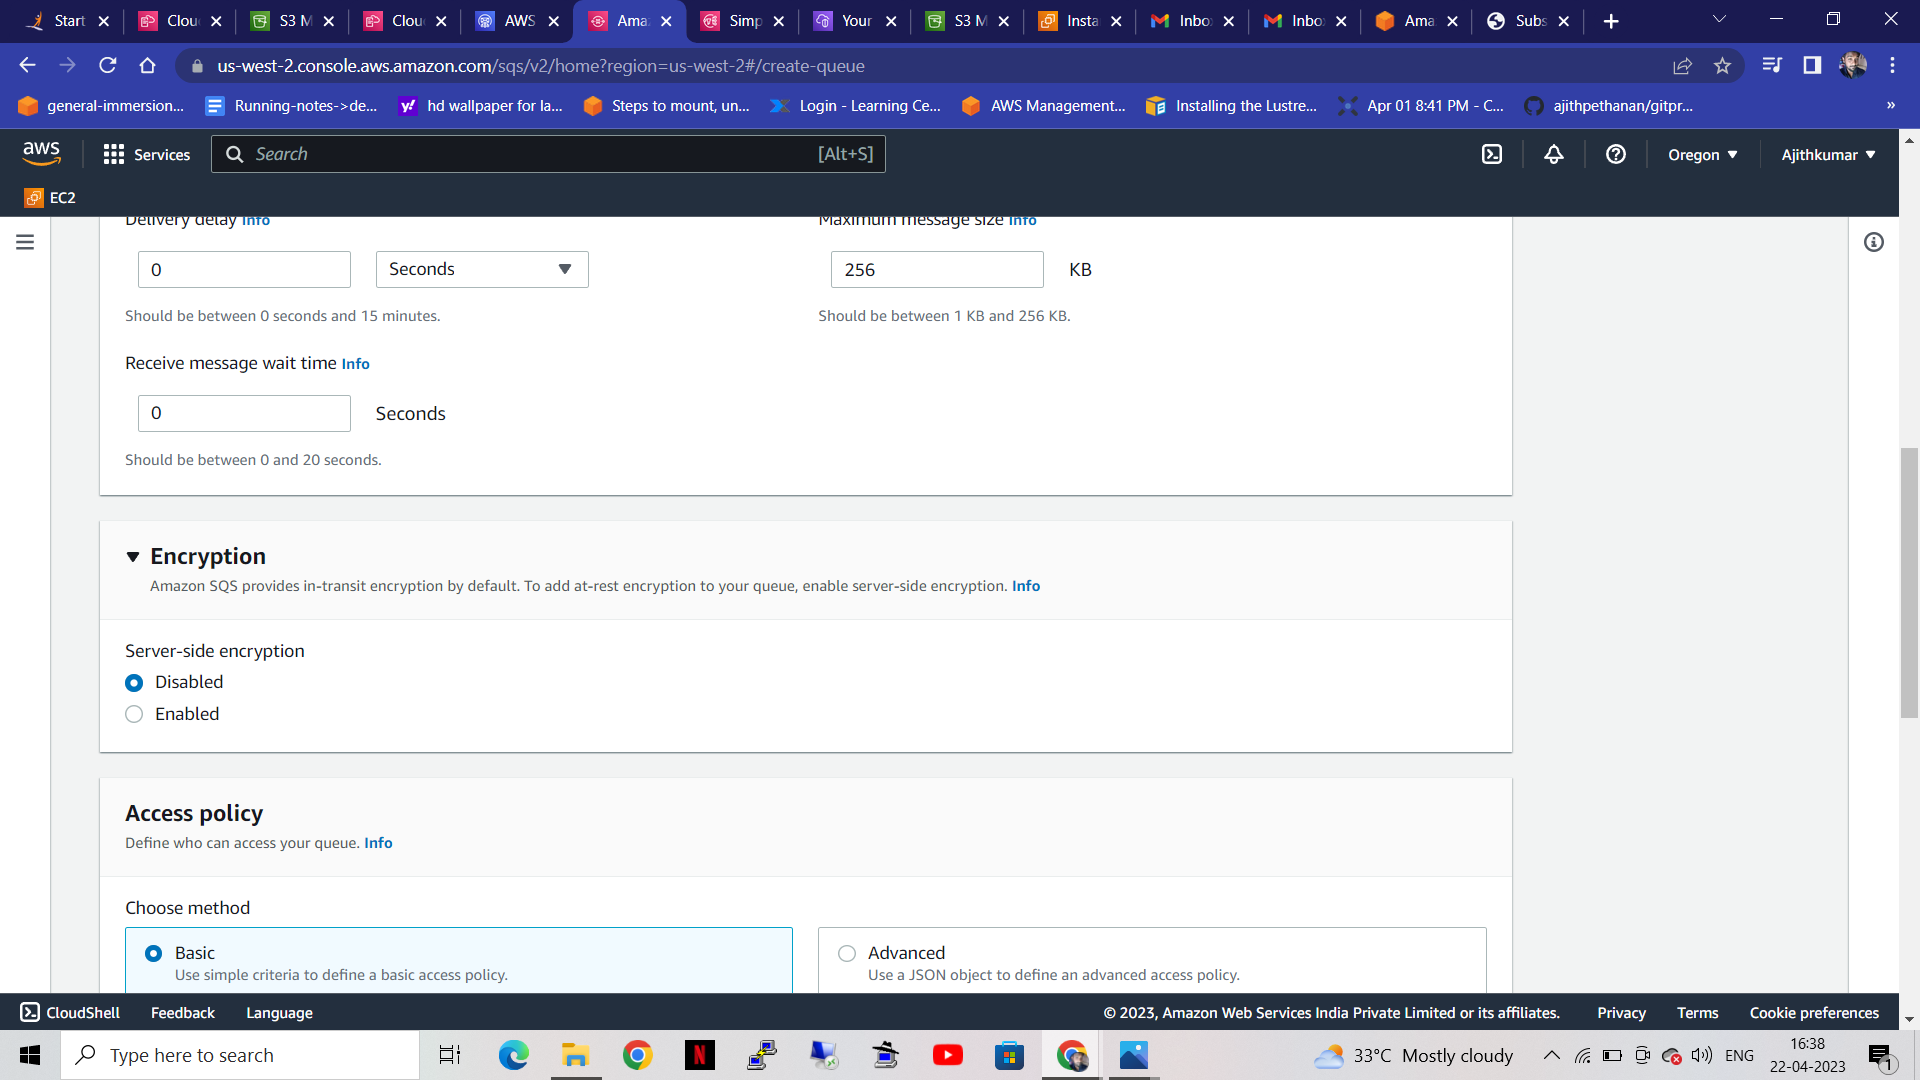 Start
Clou
S3 M
Clou
AWS
Ama
Simp
Your
S3 M
Insta
Inbo
Inbo
Ama
Subs
us-west-2.console.aws.amazon.com/sqs/v2/home?region=us-west-2#/create-queue
general-immersion...
Running-notes->de...
hd wallpaper for la...
Steps to mount, un...
Login - Learning Ce...
AWS Management...
Installing the Lustre...
Apr 01 8:41 PM - C...
ajithpethanan/gitpr...
»
aws
Services
Search
[Alt+S]
Oregon
Ajithkumar
EC2
Delivery delay Info
Maximum message size Info
0
Seconds
256
KB
Should be between 0 seconds and 15 minutes.
Should be between 1 KB and 256 KB.
Receive message wait time Info
0
Seconds
Should be between 0 and 20 seconds.
Encryption
Amazon SQS provides in-transit encryption by default. To add at-rest encryption to your queue, enable server-side encryption. Info
Server-side encryption
Disabled
Enabled
Access policy
Define who can access your queue. Info
Choose method
Basic
Use simple criteria to define a basic access policy.
Advanced
Use a JSON object to define an advanced access policy.
CloudShell
Feedback
Language
© 2023, Amazon Web Services India Private Limited or its affiliates.
Privacy
Terms
Cookie preferences
Type here to search
N
33°C Mostly cloudy
ENG
16:38
22-04-2023
1